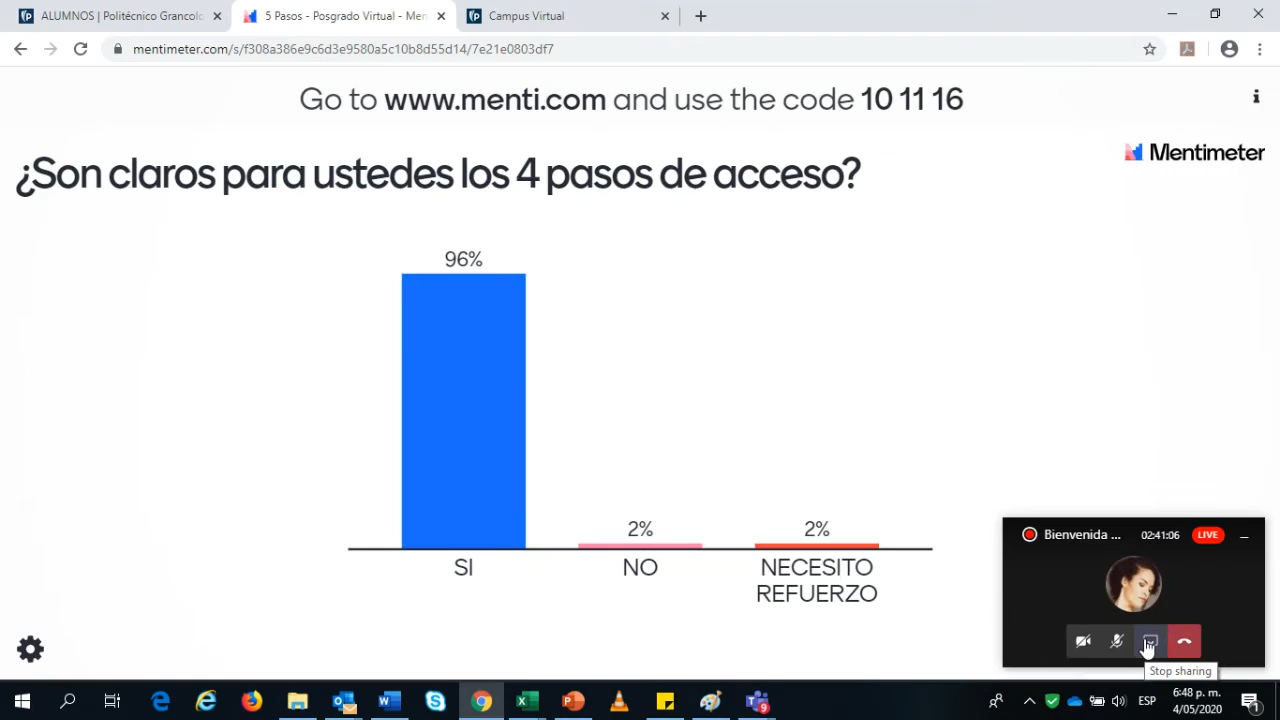 ALUMNOS | Politécnico Grancolo
5 Pasos - Posgrado Virtual - Men
Campus Virtual
mentimeter.com/s/f308a386e9c6d3e9580a5c10b8d55d14/7e21e0803df7
Go to www.menti.com and use the code 10 11 16
Mentimeter
¿Son claros para ustedes los 4 pasos de acceso?
96%
2%
2%
SI
NO
NECESITO
REFUERZO
Bienvenida ...
02:41:06
LIVE
Stop sharing
ESP
6:48 p. m.
4/05/2020